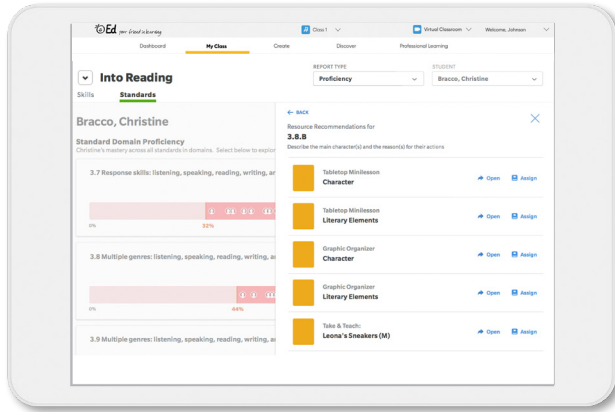 Ed your friend in learning
Class 1
Virtual Classroom
Welcome, Johnson
Dashboard
My Class
Create
Discover
Professional Learning
Into Reading
REPORT TYPE
Proficiency
STUDENT
Bracco, Christine
Skills
Standards
Bracco, Christine
Standard Domain Proficiency
Christine's mastery across all standards in domains. Select below to explor
3.7 Response skills: listening, speaking, reading, writing, ar
0%
32%
3.8 Multiple genres: listening, speaking, reading, writing, a
0%
44%
3.9 Multiple genres: listening, speaking, reading, writing, a
BACK
Resource Recommendations for
3.8.B
Describe the main character(s) and the reason(s) for their actions
Tabletop Minilesson
Character
Open
Assign
Tabletop Minilesson
Literary Elements
Open
Assign
Graphic Organizer
Character
Open
Assign
Graphic Organizer
Literary Elements
Open
Assign
Take & Teach:
Leona's Sneakers (M)
Open
Assign